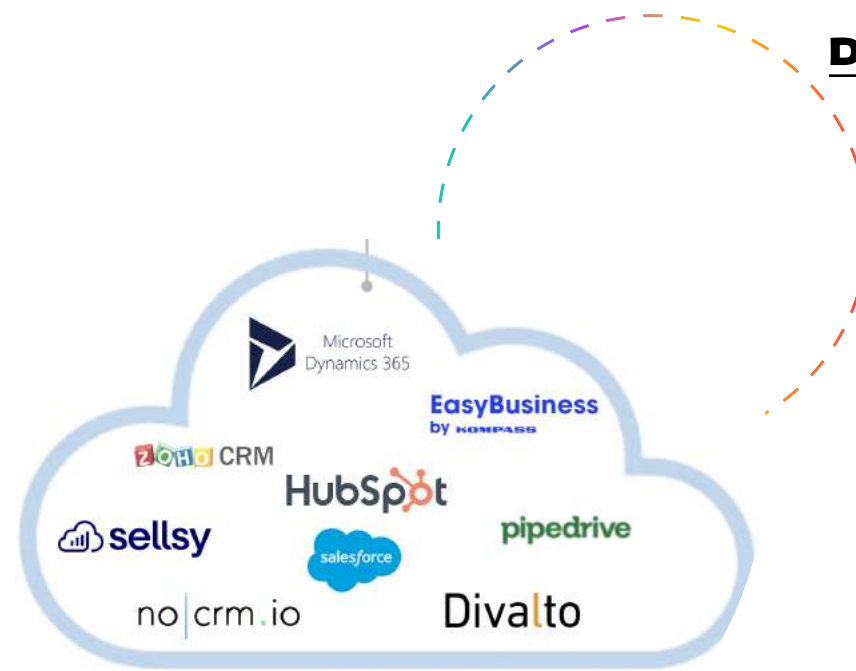 D
Microsoft
Dynamics 365
EasyBusiness
by KOMPASS
ZOHO CRM
HubSpot
sellsy
pipedrive
salesforce
no|crm.io
Divalto